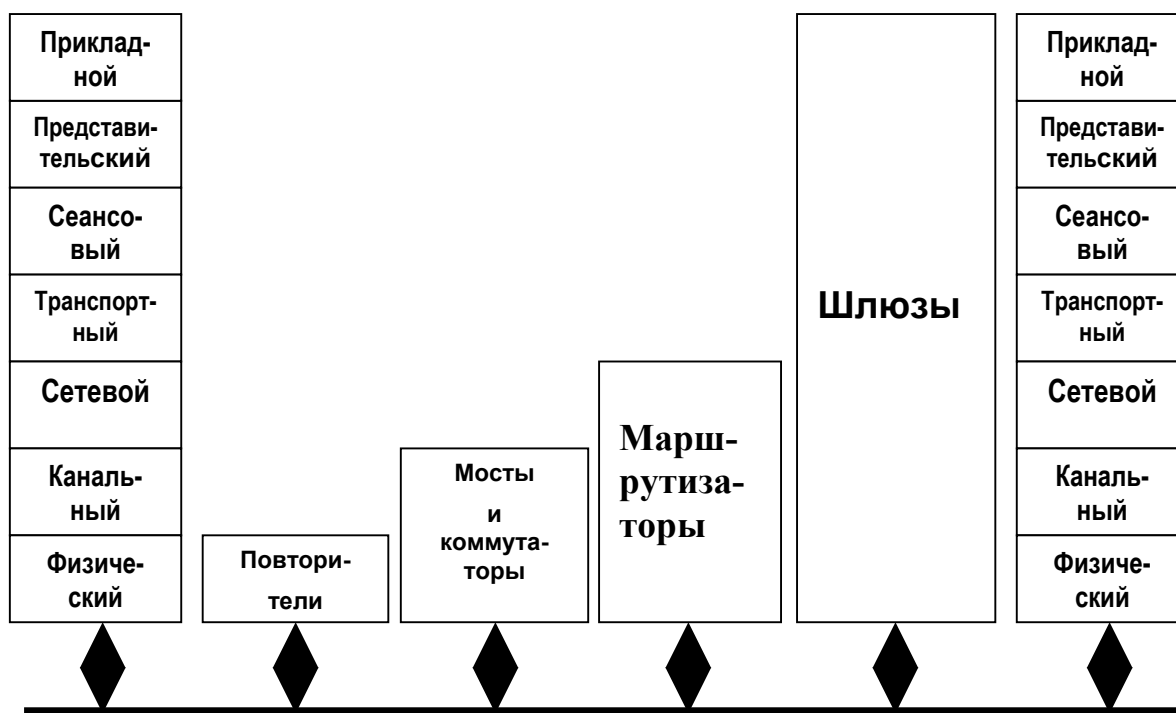 Приклад-
ной
Представи-
тельский
Сеансо-
вый
Транспорт-
ный
Сетевой
Каналь-
ный
Физиче-
ский
Повтори-
тели
Мосты
и
коммута-
торы
Марш-
рутиза-
торы
Шлюзы
Приклад-
ной
Представи-
тельский
Сеансо-
вый
Транспорт-
ный
Сетевой
Каналь-
ный
Физиче-
ский